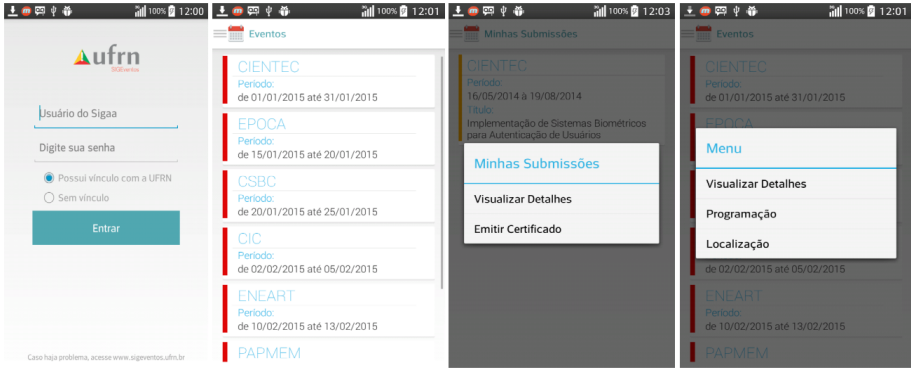 100% 12:00
ufrn
SIGEventos
Usuário do Sigaa
Digite sua senha
Possui vínculo com a UFRN
Sem vínculo
Entrar
Caso haja problema, acesse www.sigeventos.ufrn.br
100% 12:01
Eventos
CIENTEC
Período:
de 01/01/2015 até 31/01/2015
EPOCA
Período:
de 15/01/2015 até 20/01/2015
CSBC
Período:
de 20/01/2015 até 25/01/2015
CIC
Período:
de 02/02/2015 até 05/02/2015
ENEART
Período:
de 10/02/2015 até 13/02/2015
PAPMEM
100% 12:03
Minhas Submissões
CIENTEC
Período:
16/05/2014 à 19/08/2014
Título:
Implementação de Sistemas Biométricos
para Autenticação de Usuários
Minhas Submissões
Visualizar Detalhes
Emitir Certificado
100% 12:01
Eventos
CIENTEC
Período:
de 01/01/2015 até 31/01/2015
EPOCA
Menu
Visualizar Detalhes
Programação
Localização
de 02/02/2015 até 05/02/2015
ENEART
Período:
de 10/02/2015 até 13/02/2015
PAPMEM